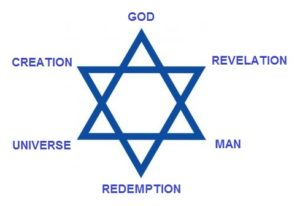 GOD
CREATION
REVELATION
UNIVERSE
MAN
REDEMPTION